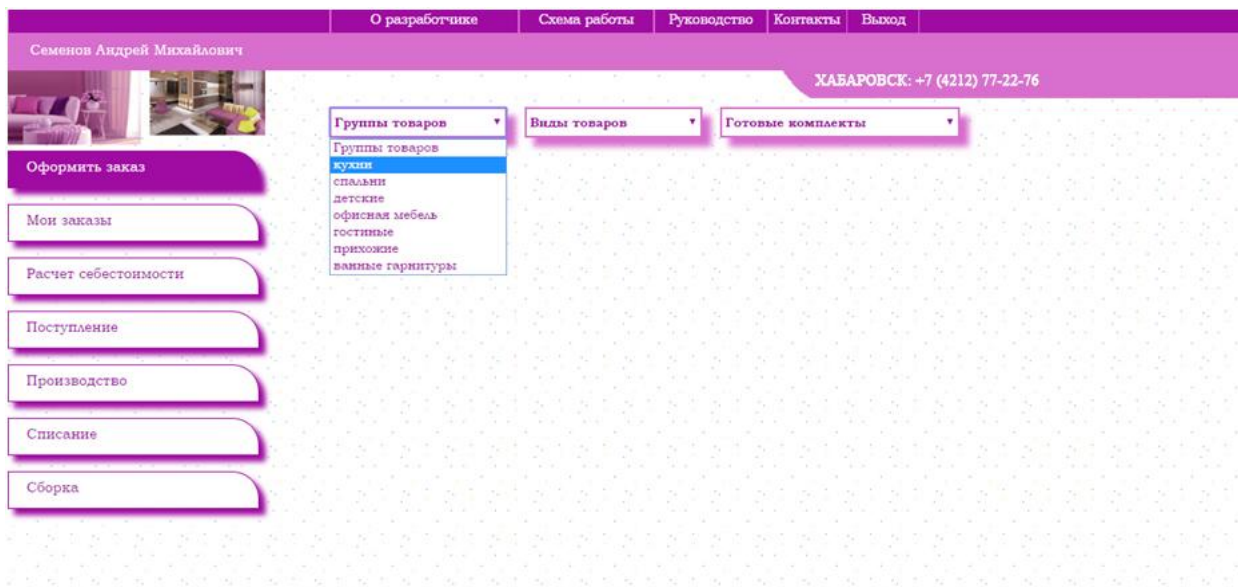 О разработчике Схема работы Руководство Контакты Выход
Семенов Андрей Михайлович
ХАБАРОВСК: +7 (4212) 77-22-76
Группы товаров Виды товаров Готовые комплекты
Группы товаров
кухни
спальни
детские
офисная мебель
гостиные
прихожие
ванные гарнитуры
Оформить заказ
Мои заказы
Расчет себестоимости
Поступление
Производство
Списание
Сборка